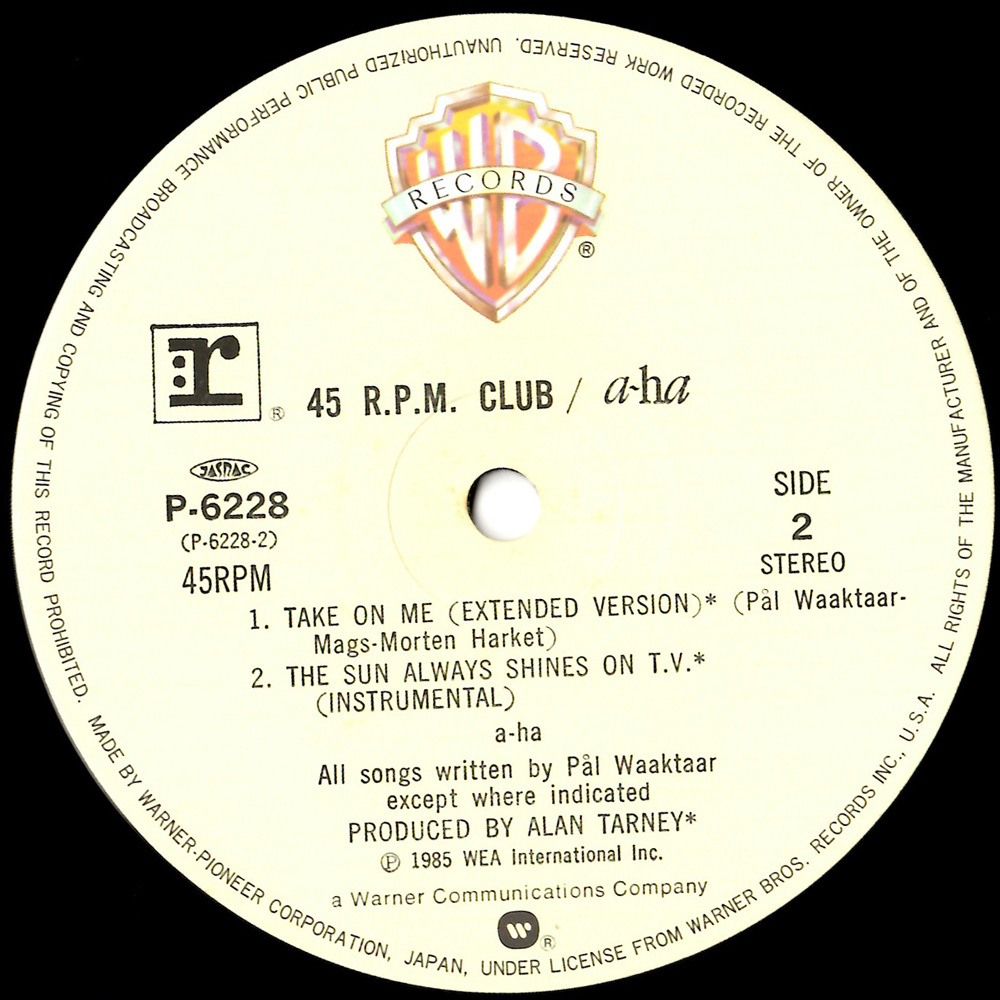 WB
RECORDS
®
r
®
45 R.P.M. CLUB / a-ha
JASRAC
P-6228
(P-6228-2)
45RPM
SIDE
2
STEREO
1. TAKE ON ME (EXTENDED VERSION)* (Pål Waaktaar-
Mags-Morten Harket)
2. THE SUN ALWAYS SHINES ON T.V.*
(INSTRUMENTAL)
a-ha
All songs written by Pål Waaktaar
except where indicated
PRODUCED BY ALAN TARNEY*
℗ 1985 WEA International Inc.
a Warner Communications Company
W
®
MADE BY WARNER-PIONEER CORPORATION, JAPAN, UNDER LICENSE FROM WARNER BROS. RECORDS INC., U.S.A. ALL RIGHTS OF THE MANUFACTURER AND OF THE OWNER OF THE RECORDED WORK RESERVED. UNAUTHORIZED PUBLIC PERFORMANCE BROADCASTING AND COPYING OF THIS RECORD PROHIBITED.